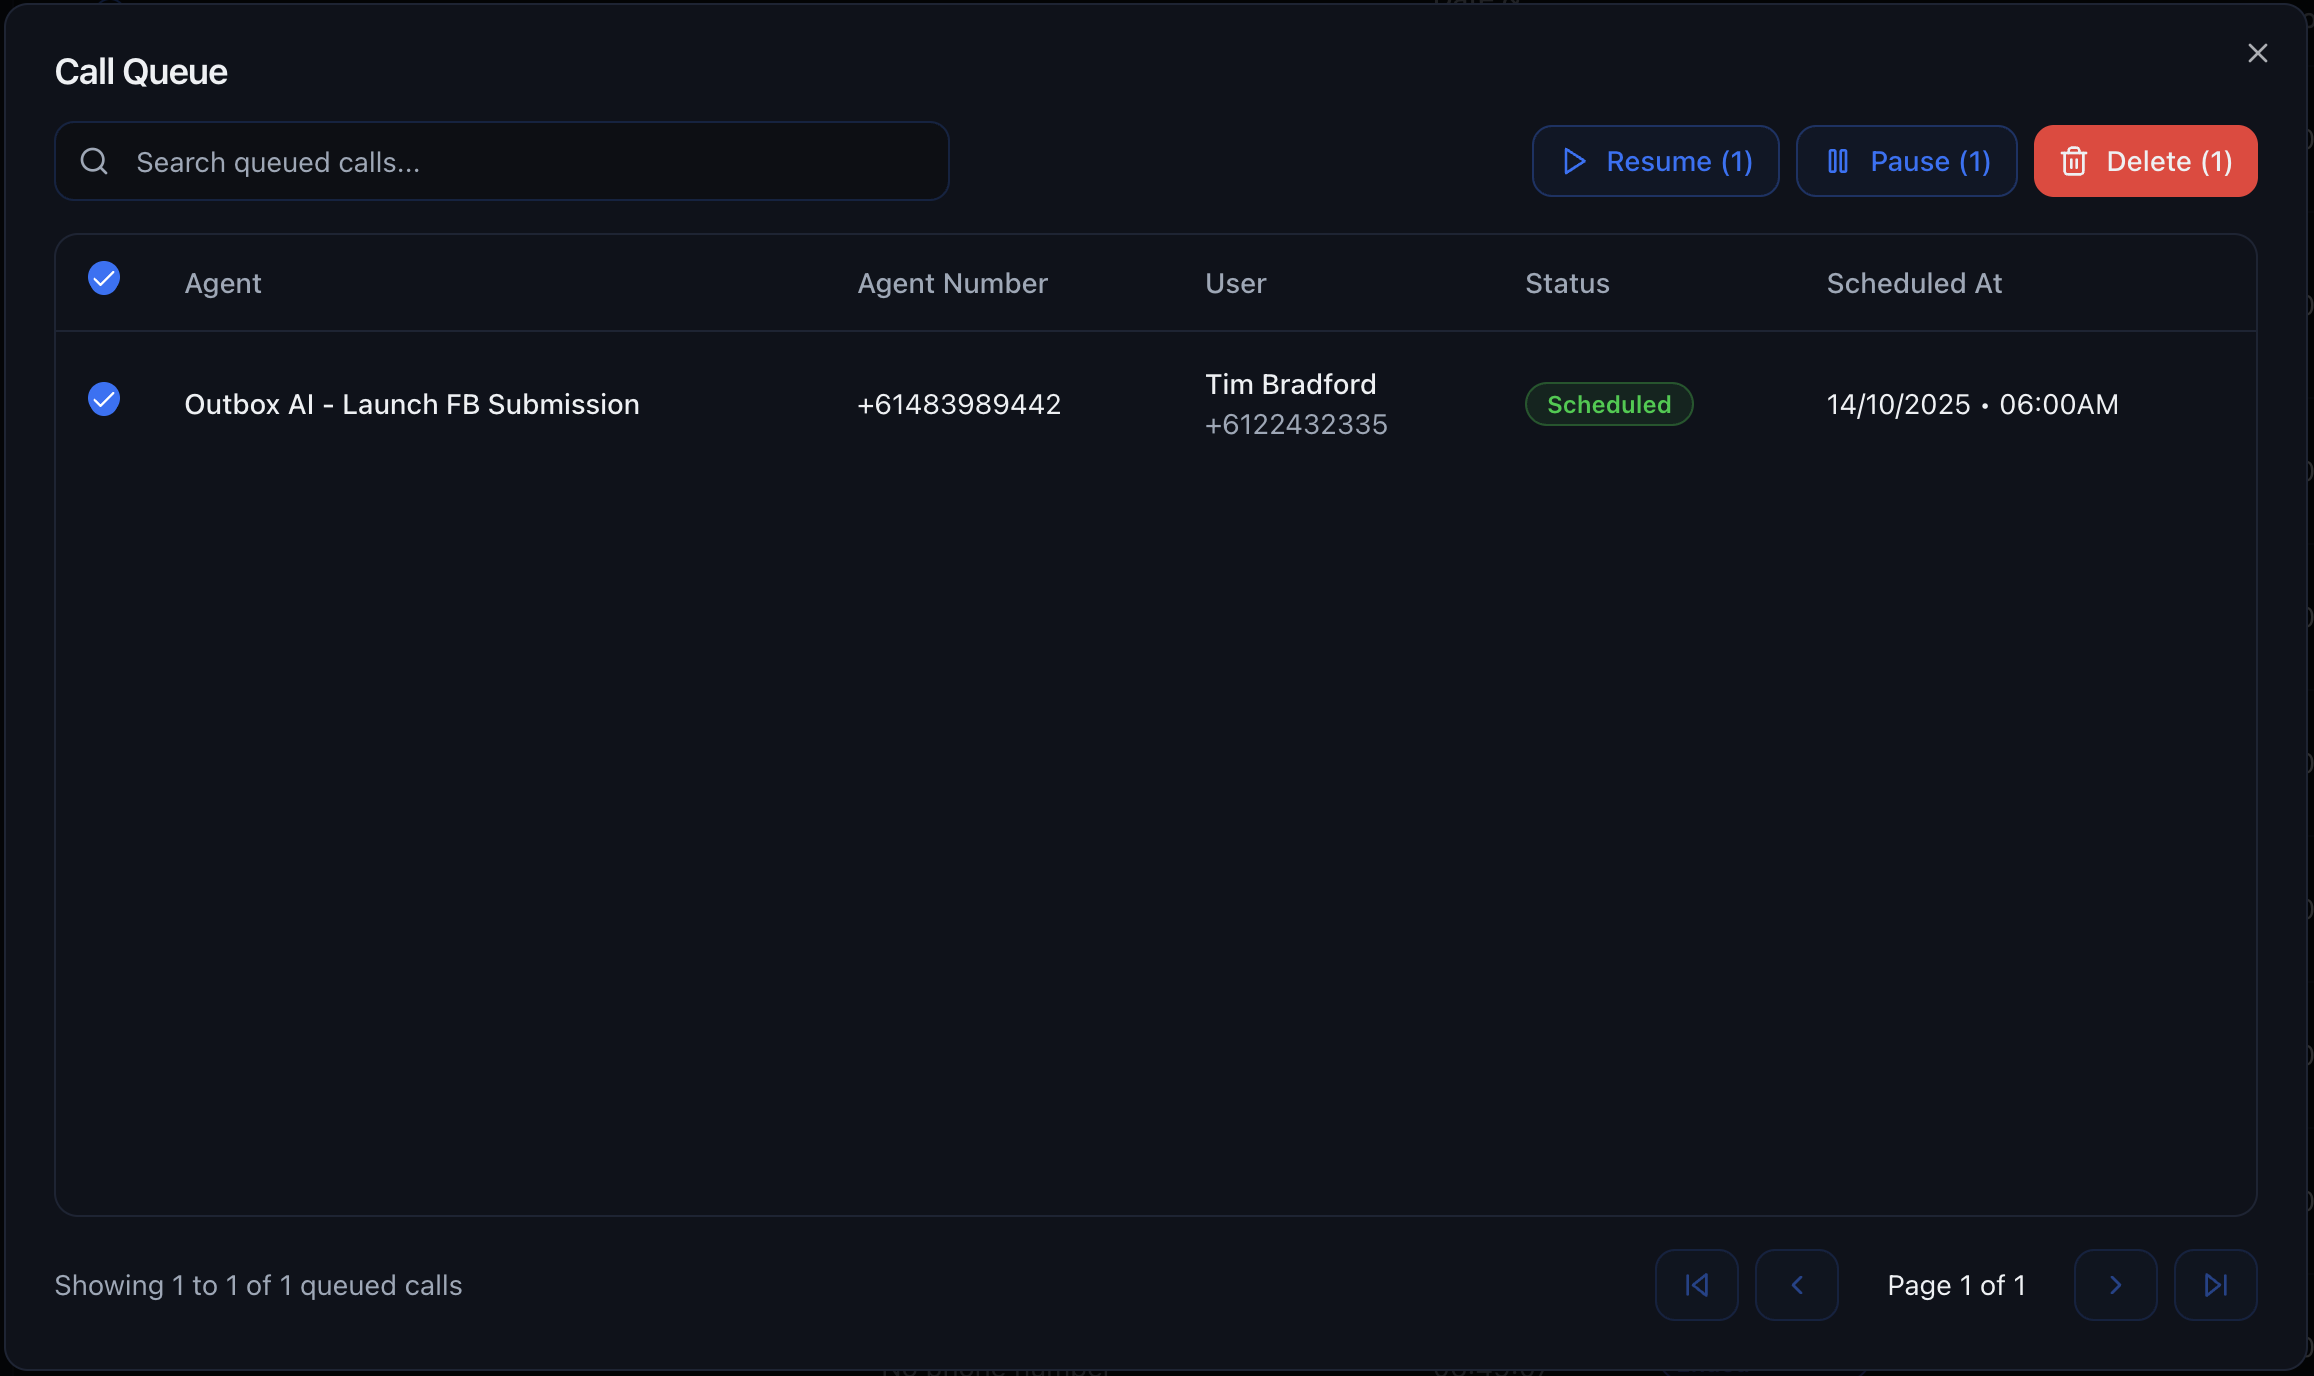 Call Queue
Search queued calls...
Resume (1)
Pause (1)
Delete (1)
Agent
Agent Number
User
Status
Scheduled At
Outbox AI - Launch FB Submission
+61483989442
Tim Bradford
+6122432335
Scheduled
14/10/2025 • 06:00AM
Showing 1 to 1 of 1 queued calls
Page 1 of 1